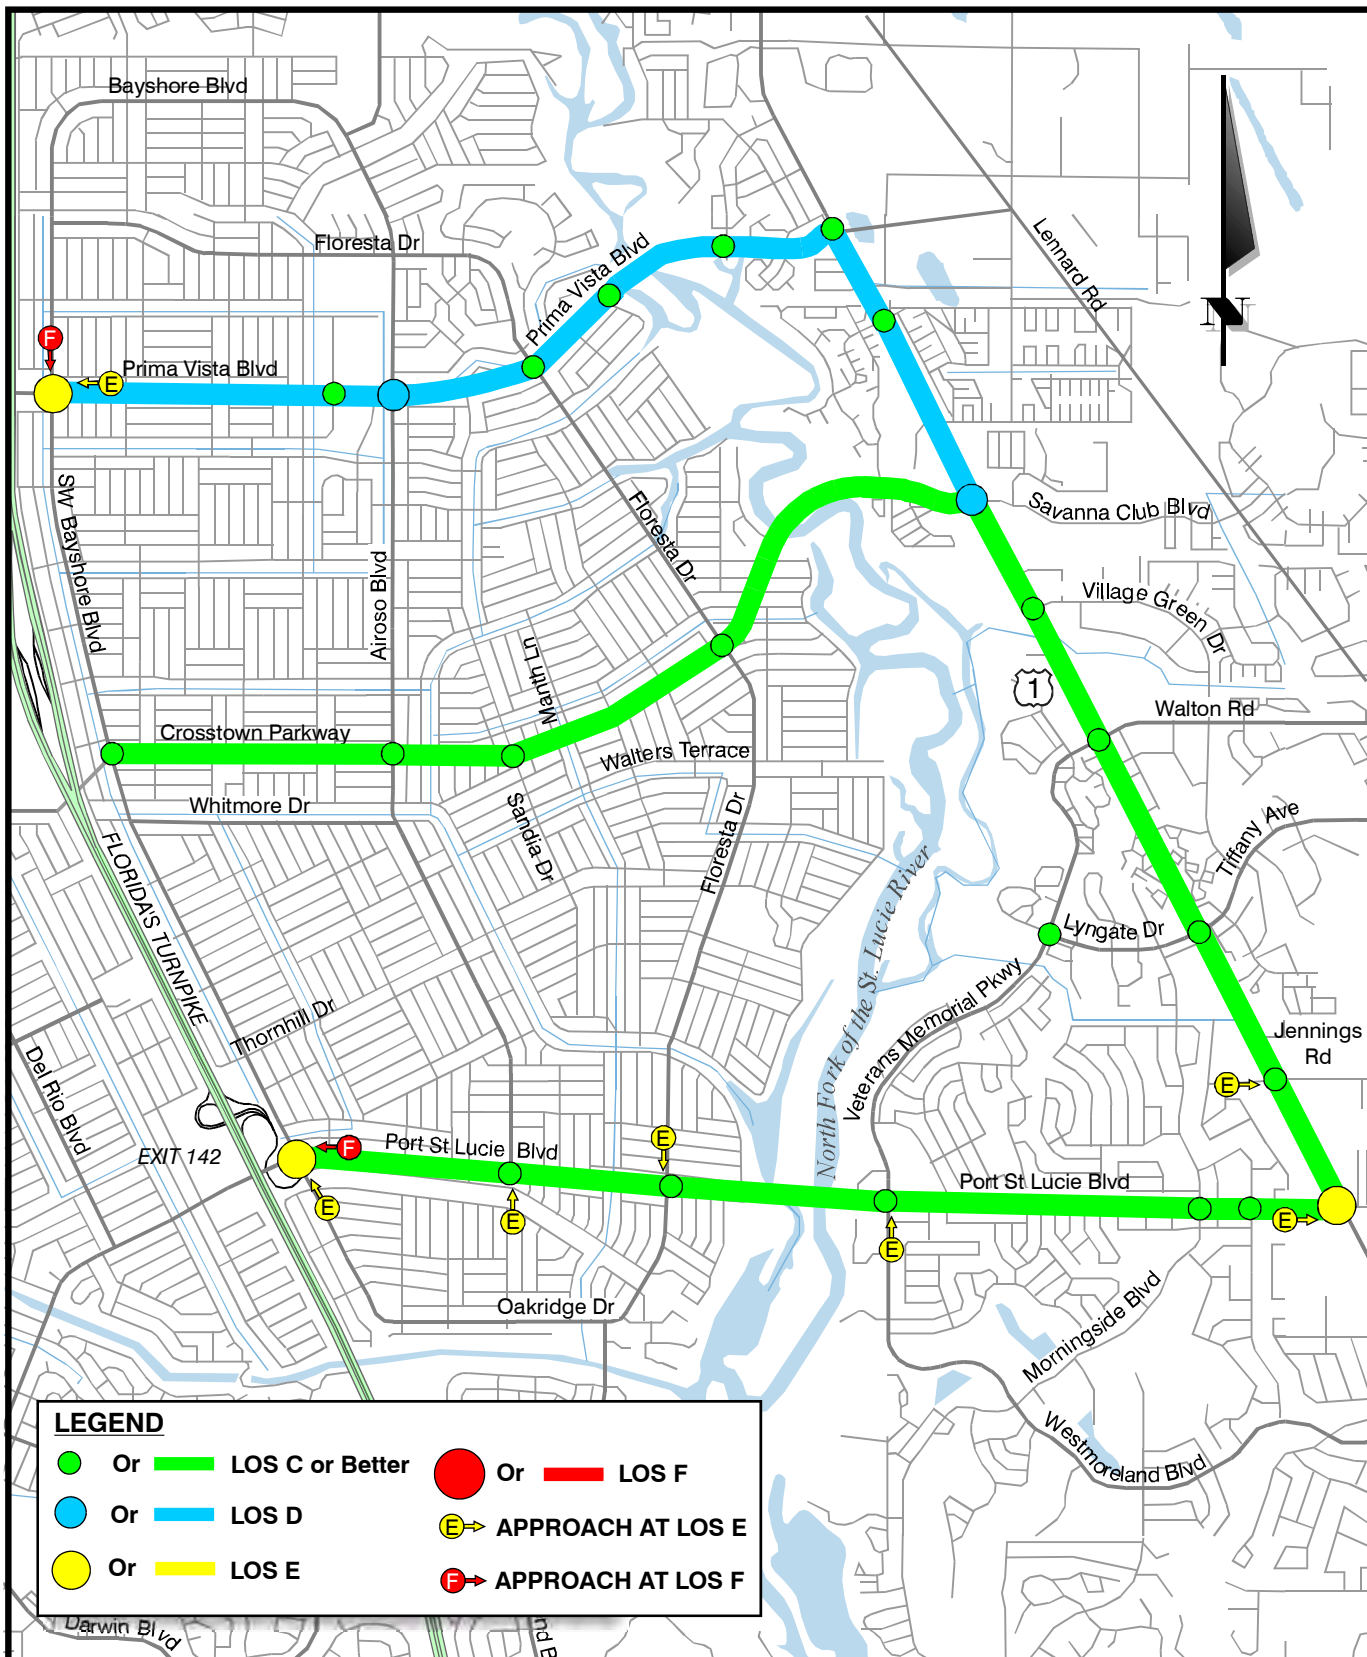 Bayshore Blvd
Floresta Dr
Prima Vista Blvd
Lennard Rd
N
F
E
Prima Vista Blvd
SW Bayshore Blvd
Airoso Blvd
Floresta Dr
Savanna Club Blvd
Village Green Dr
1
Manth Ln
Walton Rd
Crosstown Parkway
Walters Terrace
Whitmore Dr
Sandia Dr
Floresta Dr
Tiffany Ave
FLORIDA'S TURNPIKE
Lyngate Dr
North Fork of the St. Lucie River
Veterans Memorial Pkwy
Thornhill Dr
Jennings
Rd
Del Rio Blvd
E
EXIT 142
F
Port St Lucie Blvd
E
Port St Lucie Blvd
E
E
E
E
Oakridge Dr
Morningside Blvd
Westmoreland Blvd
LEGEND
Or LOS C or Better
Or LOS F
Or LOS D
E APPROACH AT LOS E
Or LOS E
F APPROACH AT LOS F
Darwin Blvd
nd B